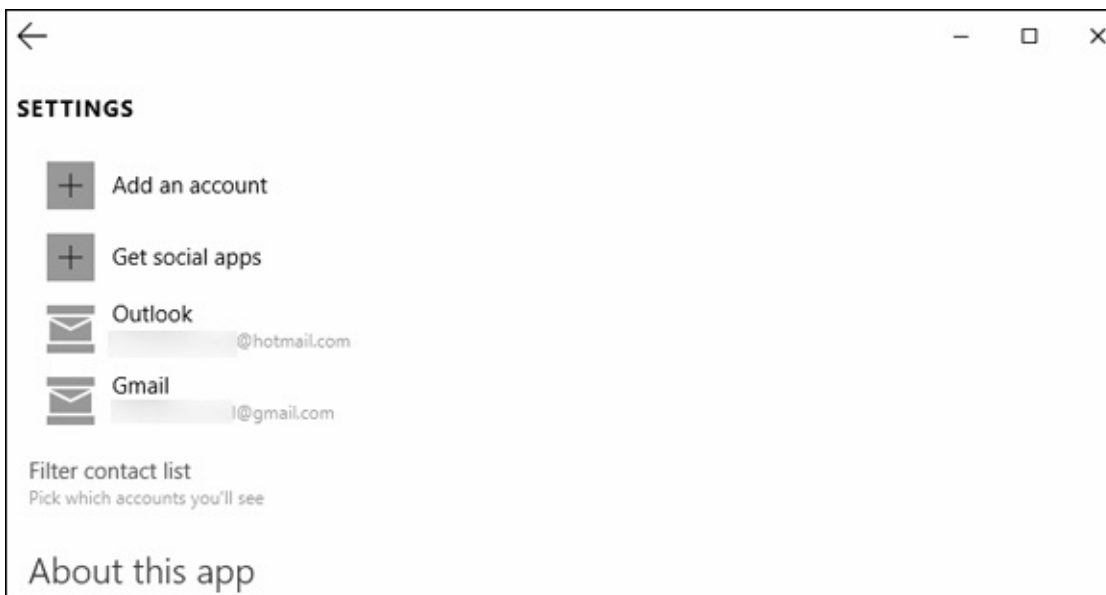 SETTINGS
Add an account
Get social apps
Outlook
@hotmail.com
Gmail
l@gmail.com
Filter contact list
Pick which accounts you'll see
About this app